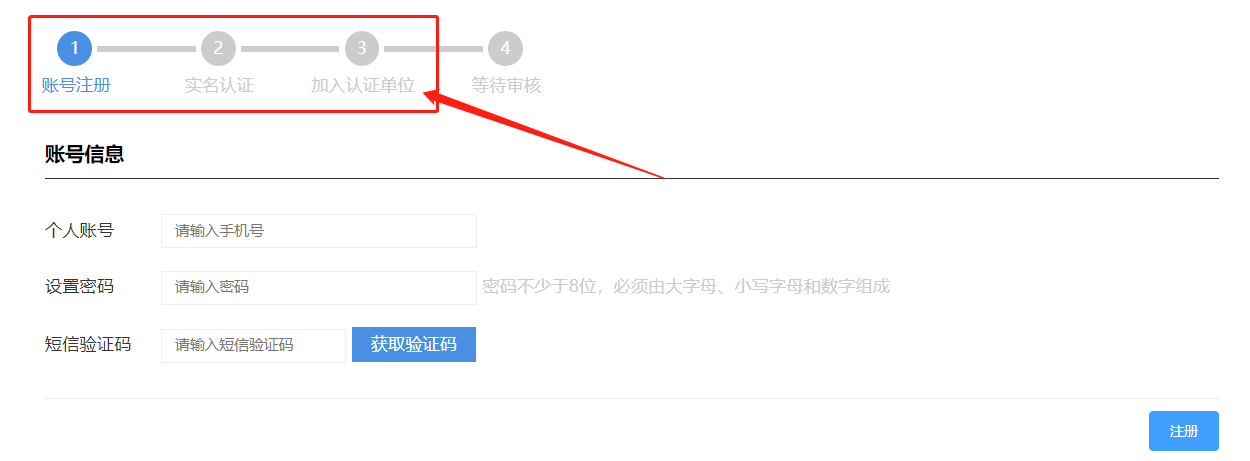 1 2 3 4
账号注册 实名认证 加入认证单位 等待审核
账号信息
个人账号 请输入手机号
设置密码 请输入密码 密码不少于8位，必须由大字母、小写字母和数字组成
短信验证码 请输入短信验证码 获取验证码
注册